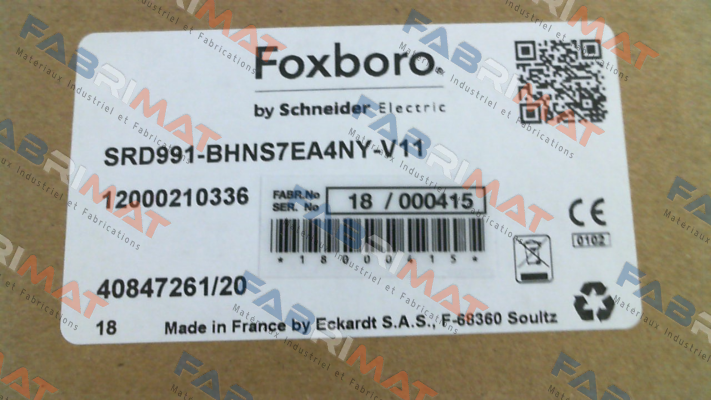 Foxboro
by Schneider Electric
SRD991-BHNS7EA4NY-V11
12000210336
FABR.No
SER. No
18 / 000415
*18000415*
0102
40847261/20
18
Made in France by Eckardt S.A.S., F-68360 Soultz
FABRIMAT
Materiaux Industriel et Fabrications